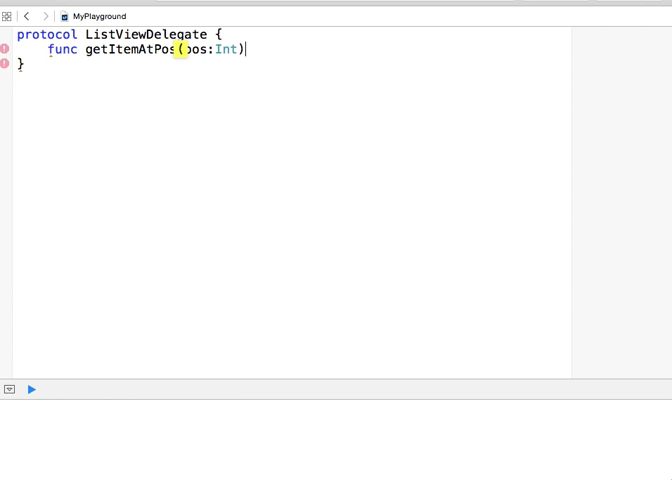 MyPlayground
protocol ListViewDelegate {
func getItemAtPos(pos:Int)
}